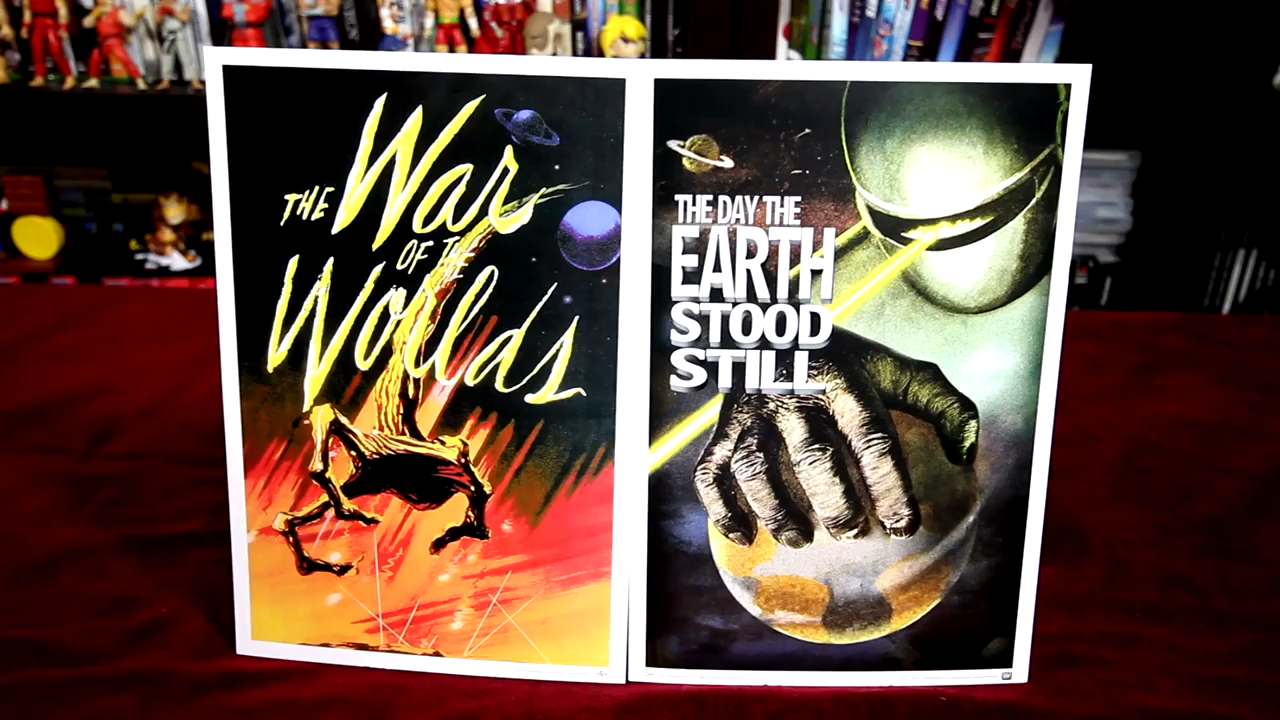 THE War
OF THE
Worlds
THE DAY THE
EARTH
STOOD
STILL